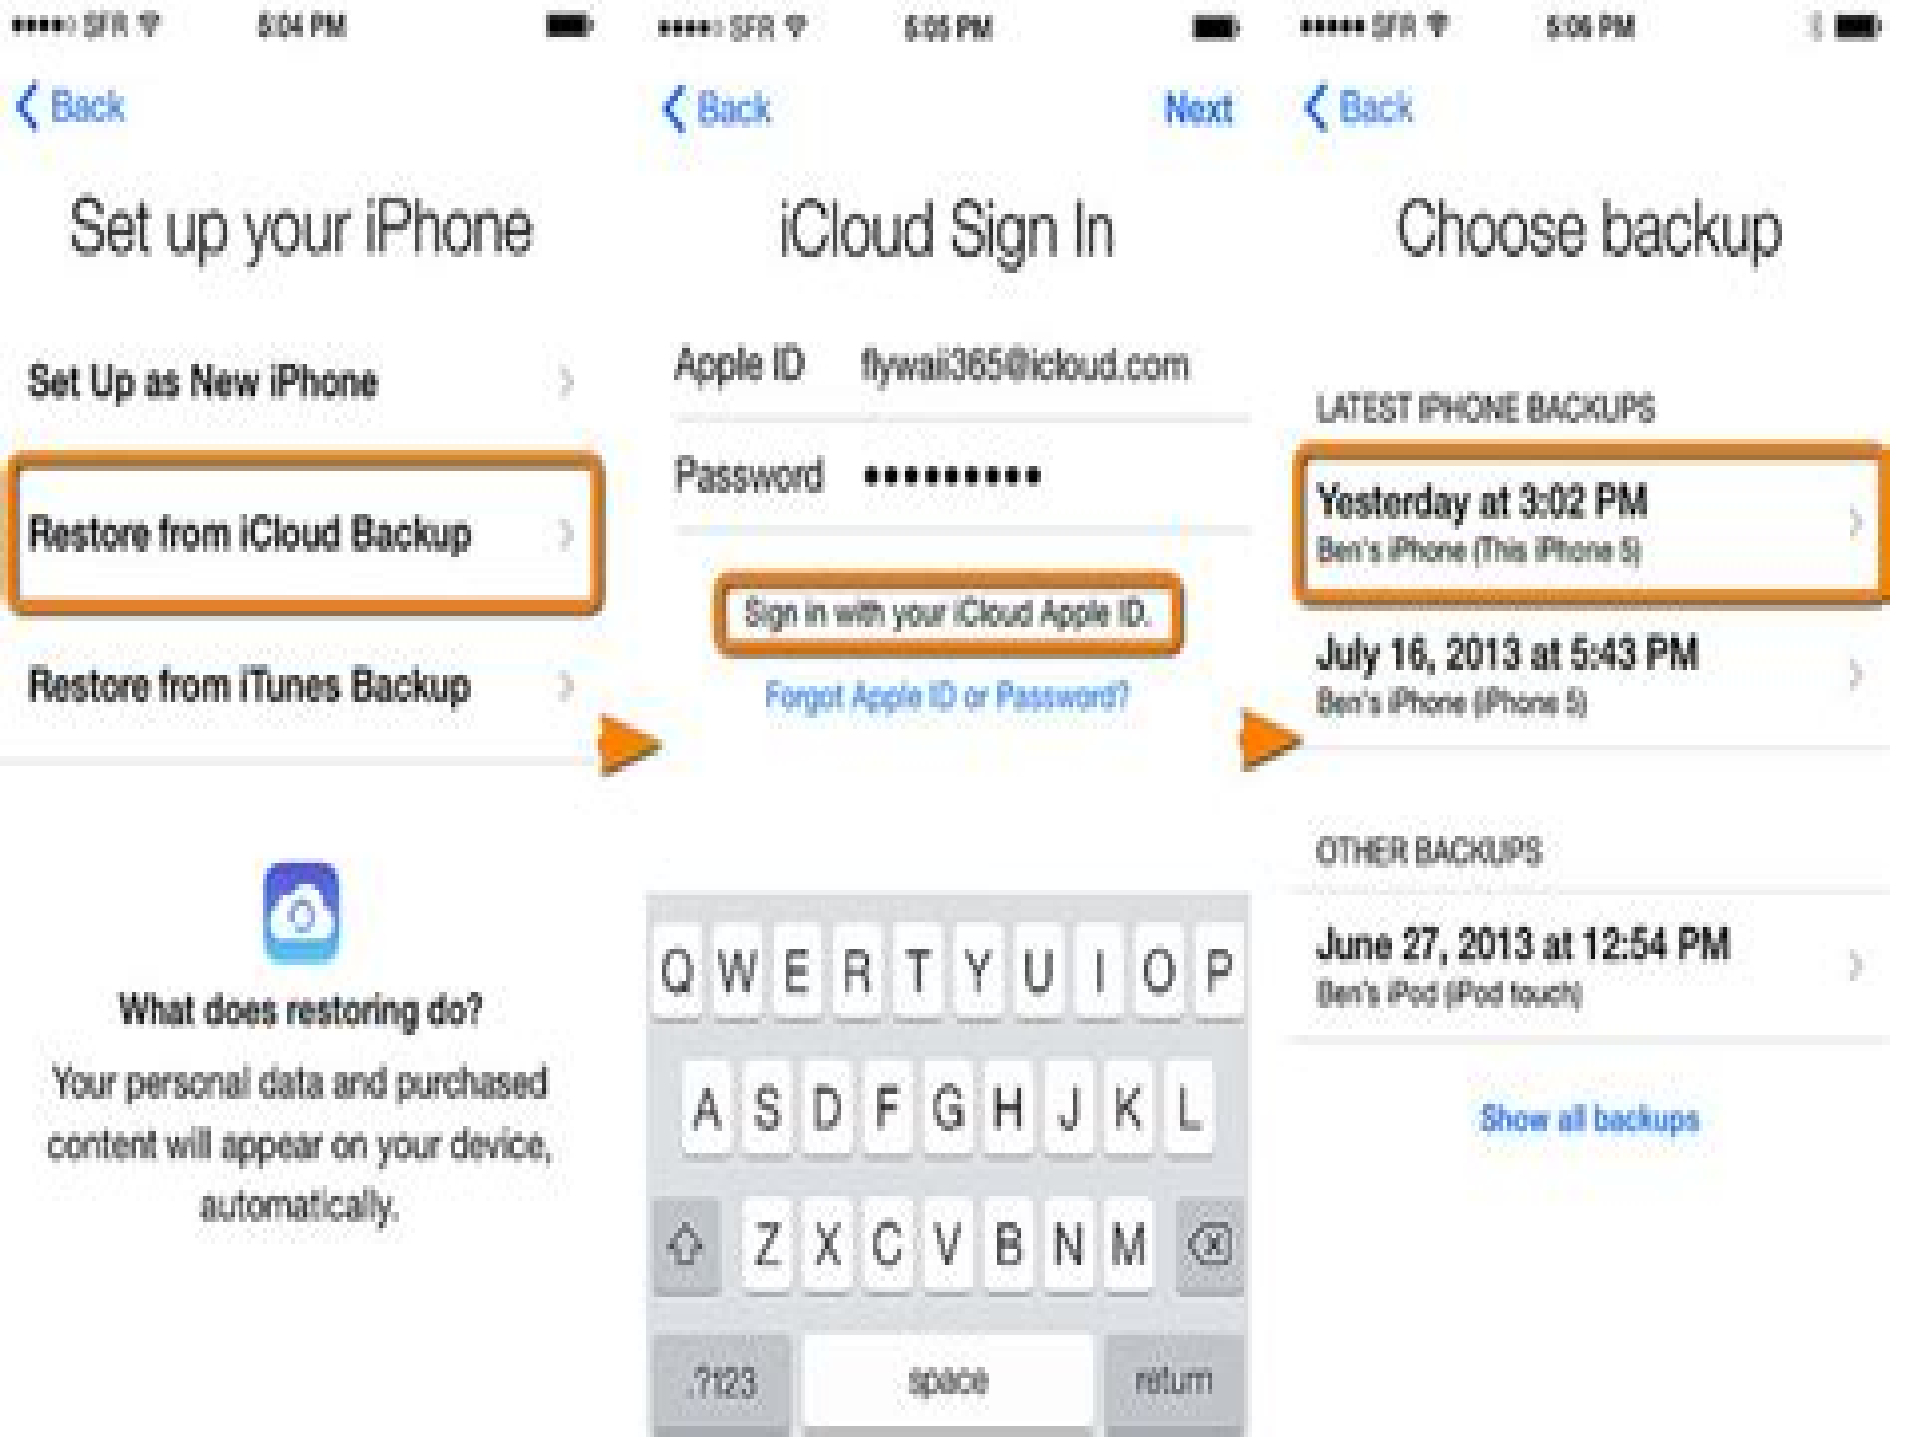 SFR 5:04 PM
Back
Set up your iPhone
Set Up as New iPhone
Restore from iCloud Backup
Restore from iTunes Backup
What does restoring do?
Your personal data and purchased
content will appear on your device,
automatically.
SFR 5:05 PM
Back Next
iCloud Sign In
Apple ID flywaii365@icloud.com
Password •••••••••
Sign in with your iCloud Apple ID.
Forgot Apple ID or Password?
Q W E R T Y U I O P
A S D F G H J K L
Z X C V B N M
.?123 space return
SFR 5:06 PM
Back
Choose backup
LATEST IPHONE BACKUPS
Yesterday at 3:02 PM
Ben's iPhone (This iPhone 5)
July 16, 2013 at 5:43 PM
Ben's iPhone (iPhone 5)
OTHER BACKUPS
June 27, 2013 at 12:54 PM
Ben's iPod (iPod touch)
Show all backups